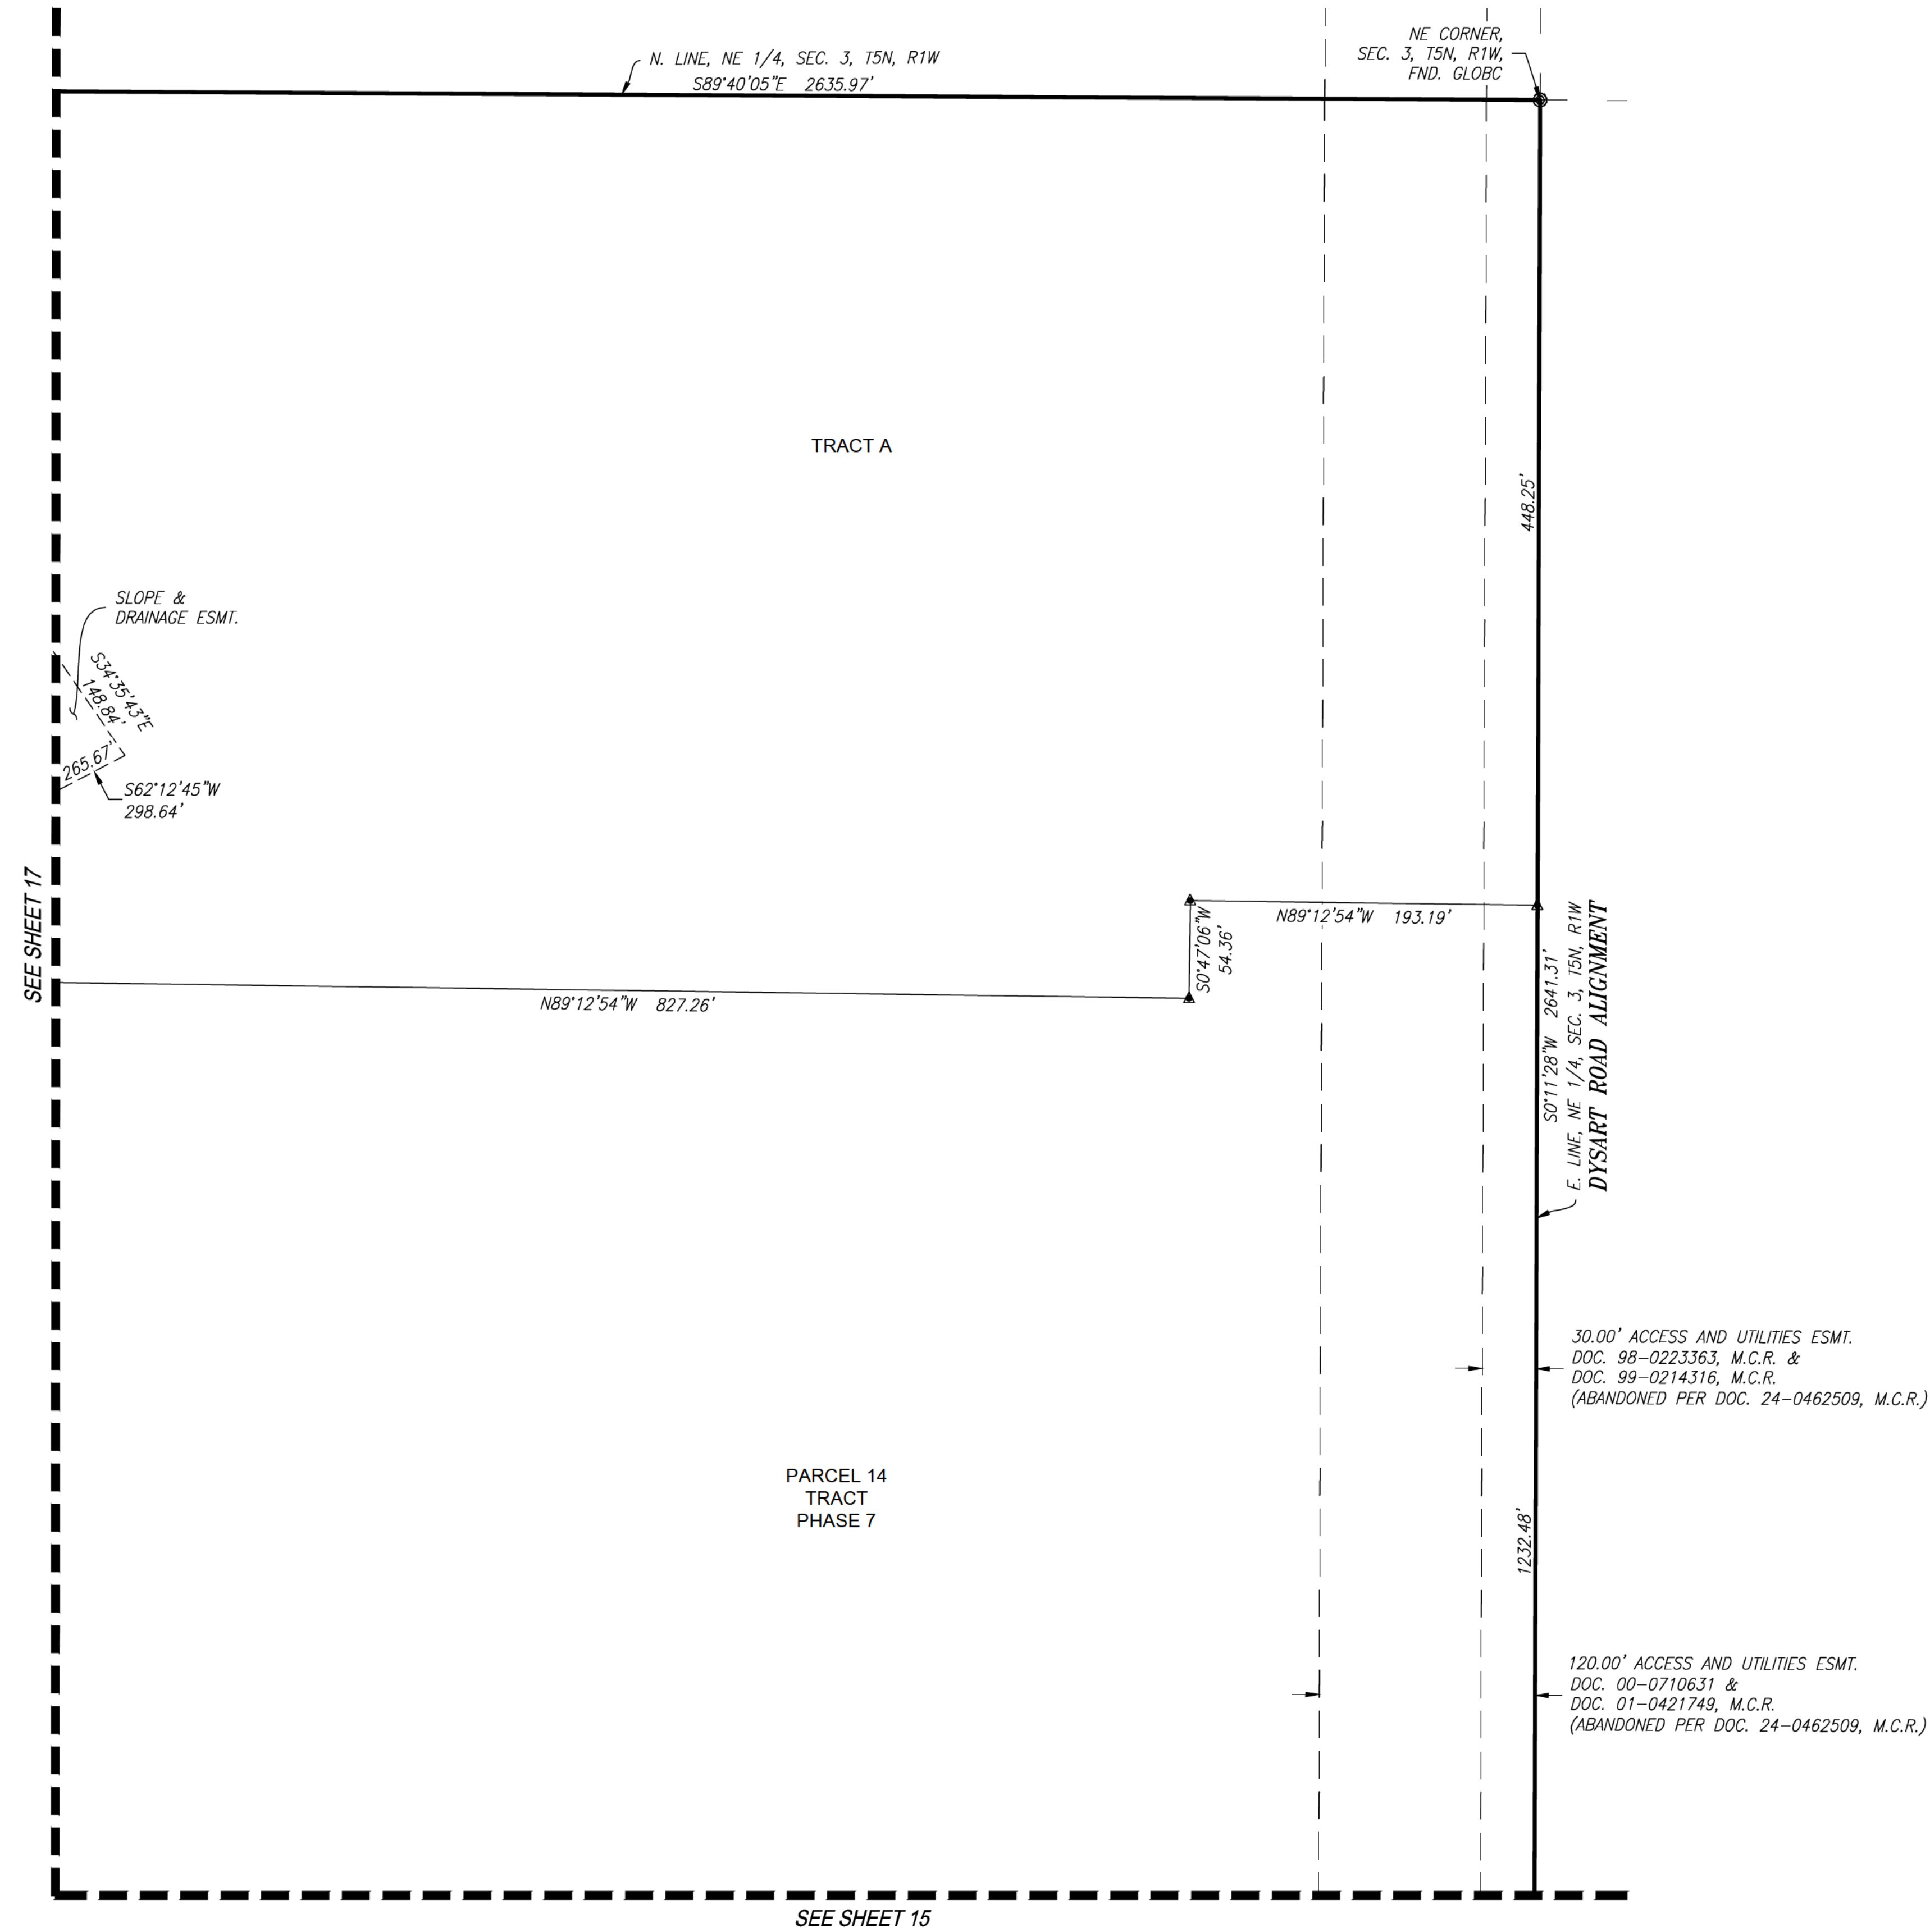 NE CORNER,
SEC. 3, T5N, R1W,
FND. GLOBC
N. LINE, NE 1/4, SEC. 3, T5N, R1W
S89°40'05"E 2635.97'
TRACT A
448.25'
SLOPE &
DRAINAGE ESMT.
S34°35'43"E
148.84'
265.67'
S62°12'45"W
298.64'
SEE SHEET 17
N89°12'54"W 193.19'
S0°47'06"W
54.36'
N89°12'54"W 827.26'
S0°11'28"W 2641.31'
E. LINE, NE 1/4, SEC. 3, T5N, R1W
DYSART ROAD ALIGNMENT
30.00' ACCESS AND UTILITIES ESMT.
DOC. 98-0223363, M.C.R. &
DOC. 99-0214316, M.C.R.
(ABANDONED PER DOC. 24-0462509, M.C.R.)
PARCEL 14
TRACT
PHASE 7
1232.48'
120.00' ACCESS AND UTILITIES ESMT.
DOC. 00-0710631 &
DOC. 01-0421749, M.C.R.
(ABANDONED PER DOC. 24-0462509, M.C.R.)
SEE SHEET 15